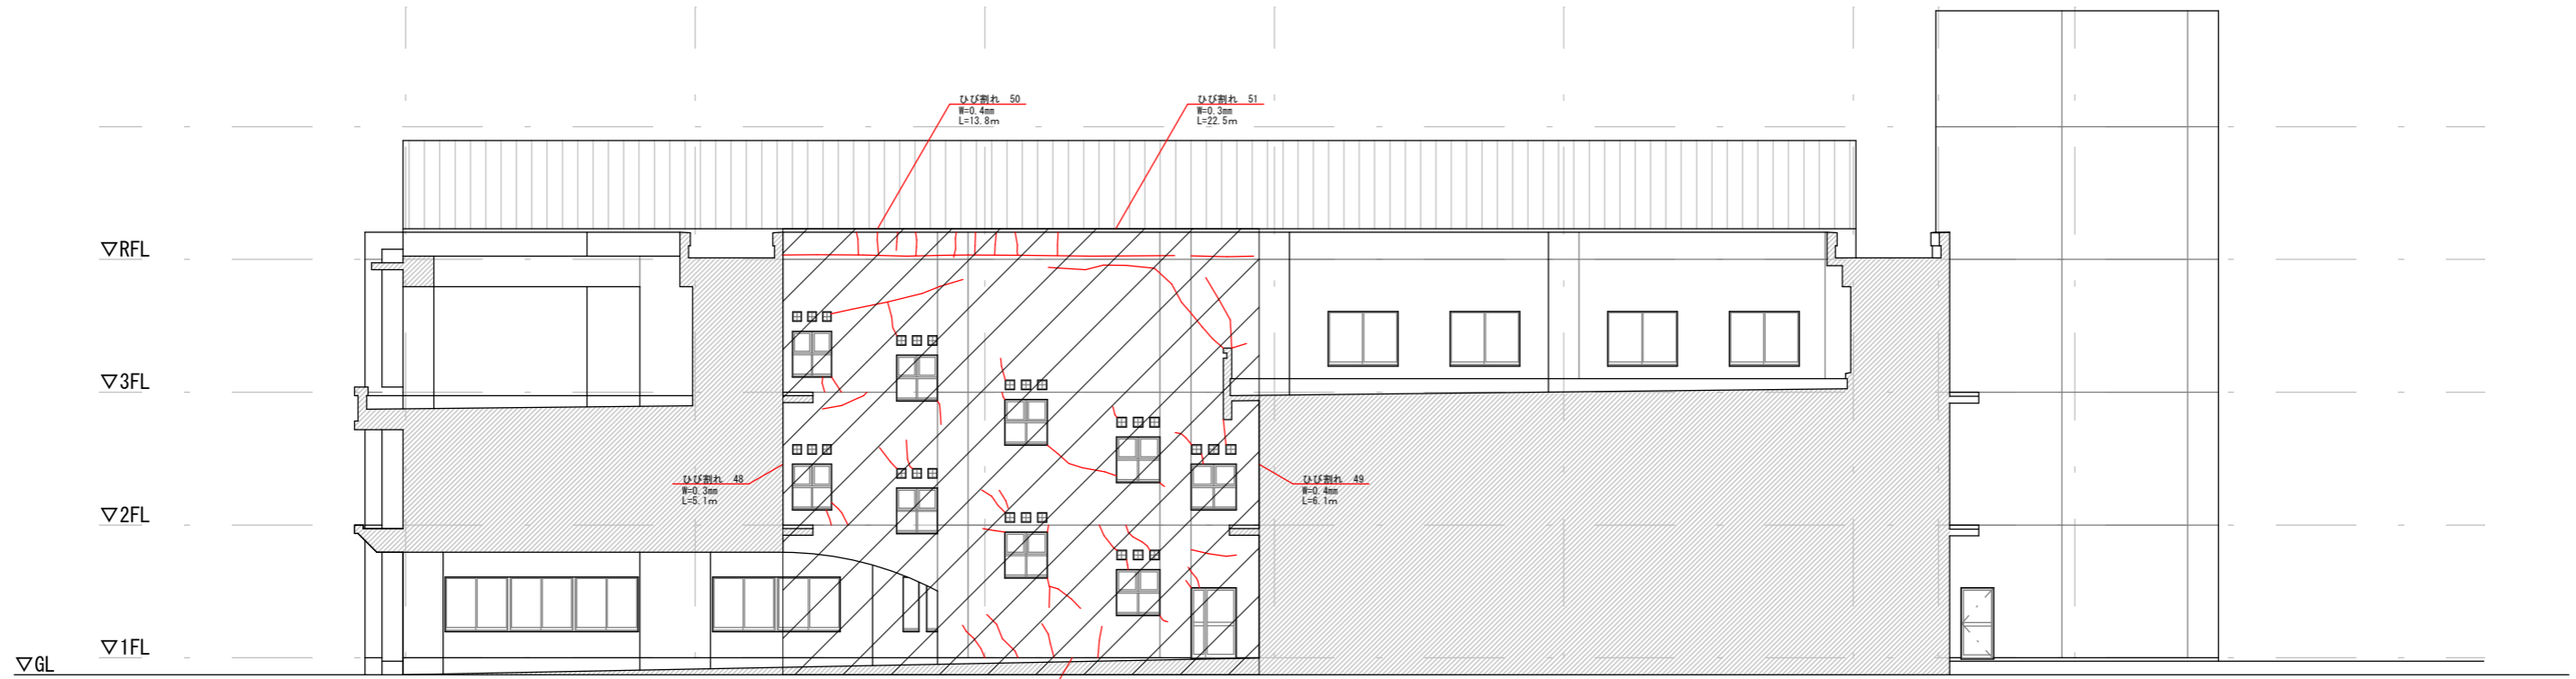 ひび割れ 50
W=0.4mm
L=13.8m
ひび割れ 51
W=0.3mm
L=22.5m
▽RFL
▽3FL
ひび割れ 48
W=0.3mm
L=5.1m
ひび割れ 49
W=0.4mm
L=6.1m
▽2FL
▽1FL
▽GL